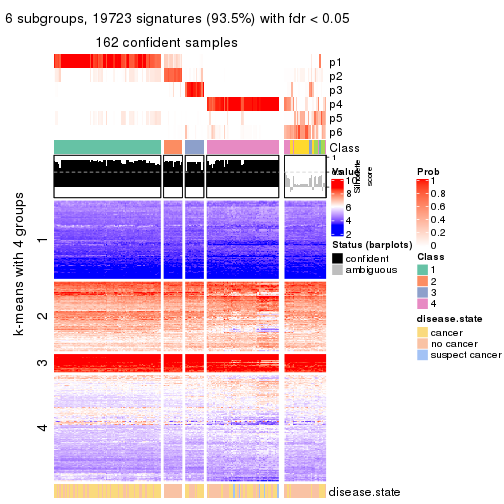 6 subgroups, 19723 signatures (93.5%) with fdr < 0.05
162 confident samples
p1
p2
p3
p4
p5
p6
Class
1
Silhouette
score
Value
10
8
6
4
2
Prob
1
0.8
0.6
0.4
0.2
0
Status (barplots)
confident
ambiguous
Class
1
2
3
4
disease.state
cancer
no cancer
suspect cancer
k-means with 4 groups
1
2
3
4
disease.state